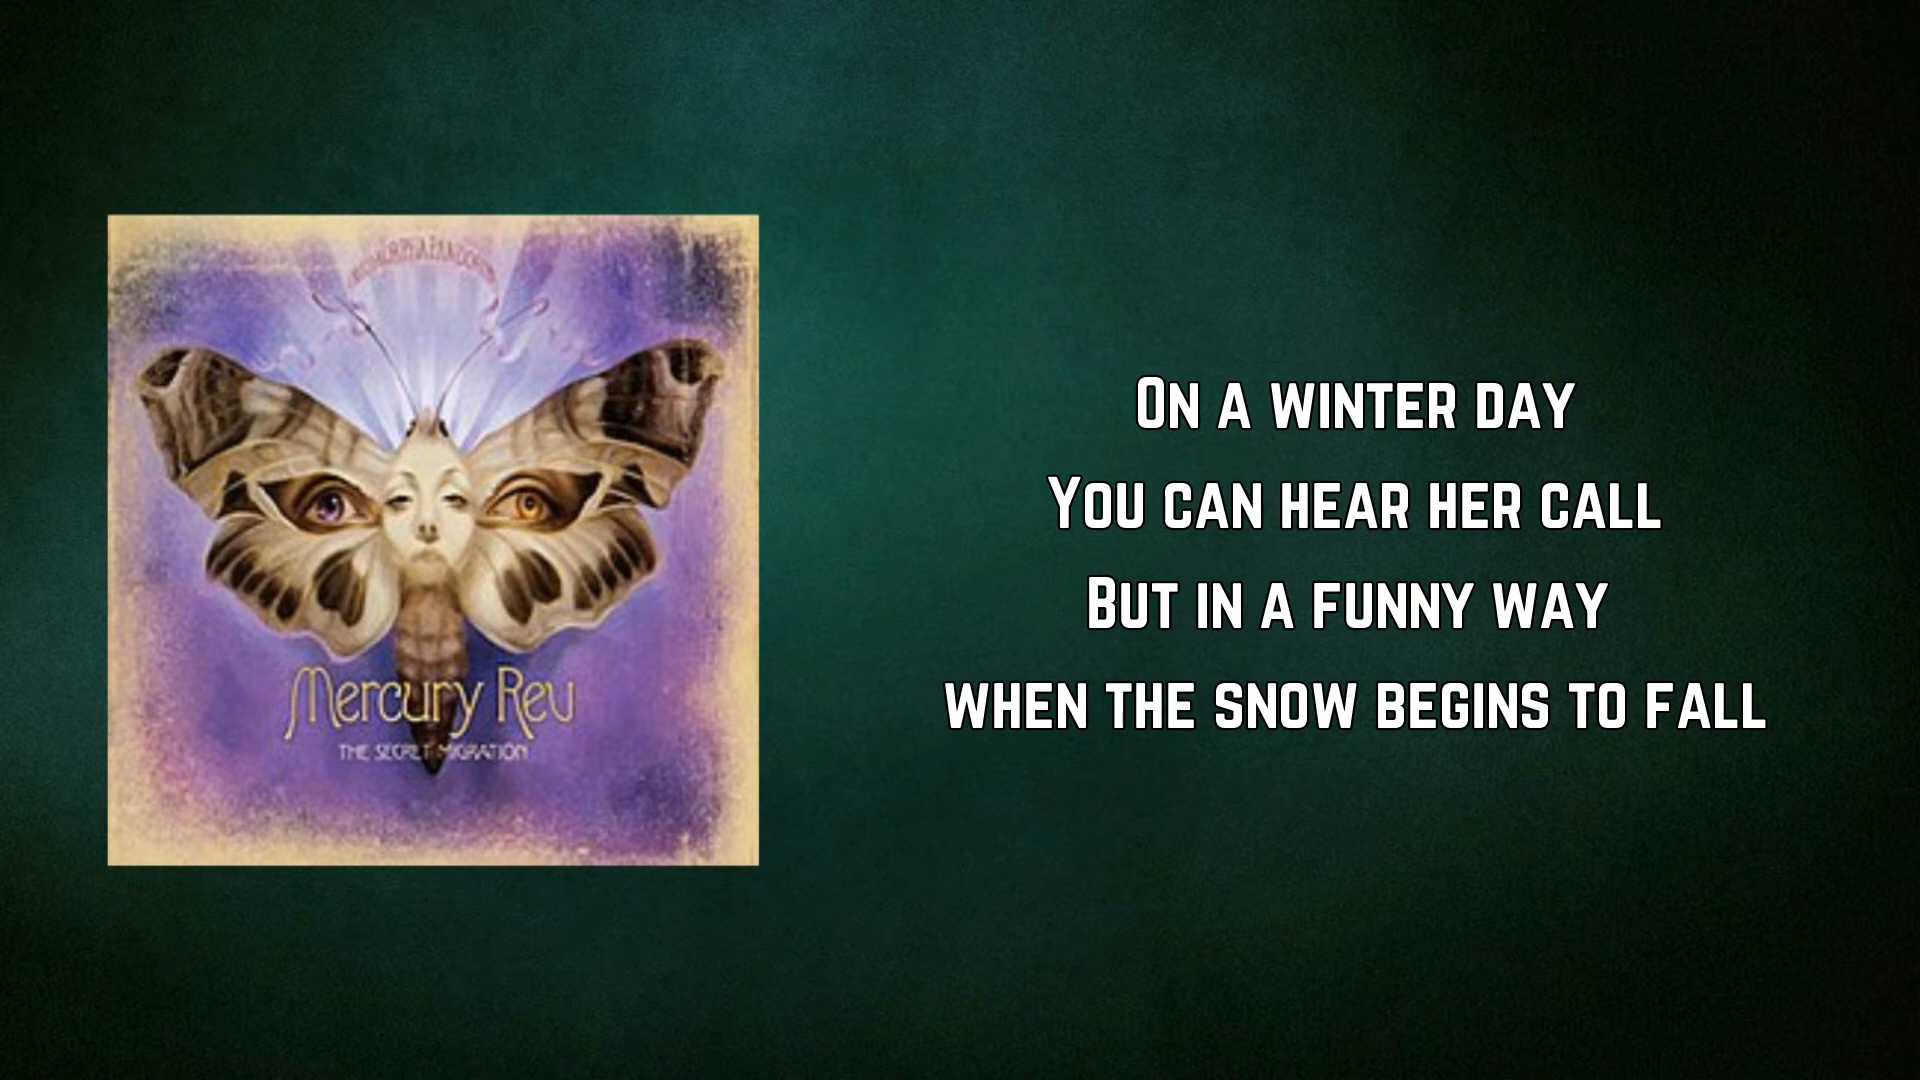 Mercury Rev
THE SECRET MIGRATION
On a winter day
You can hear her call
But in a funny way
when the snow begins to fall